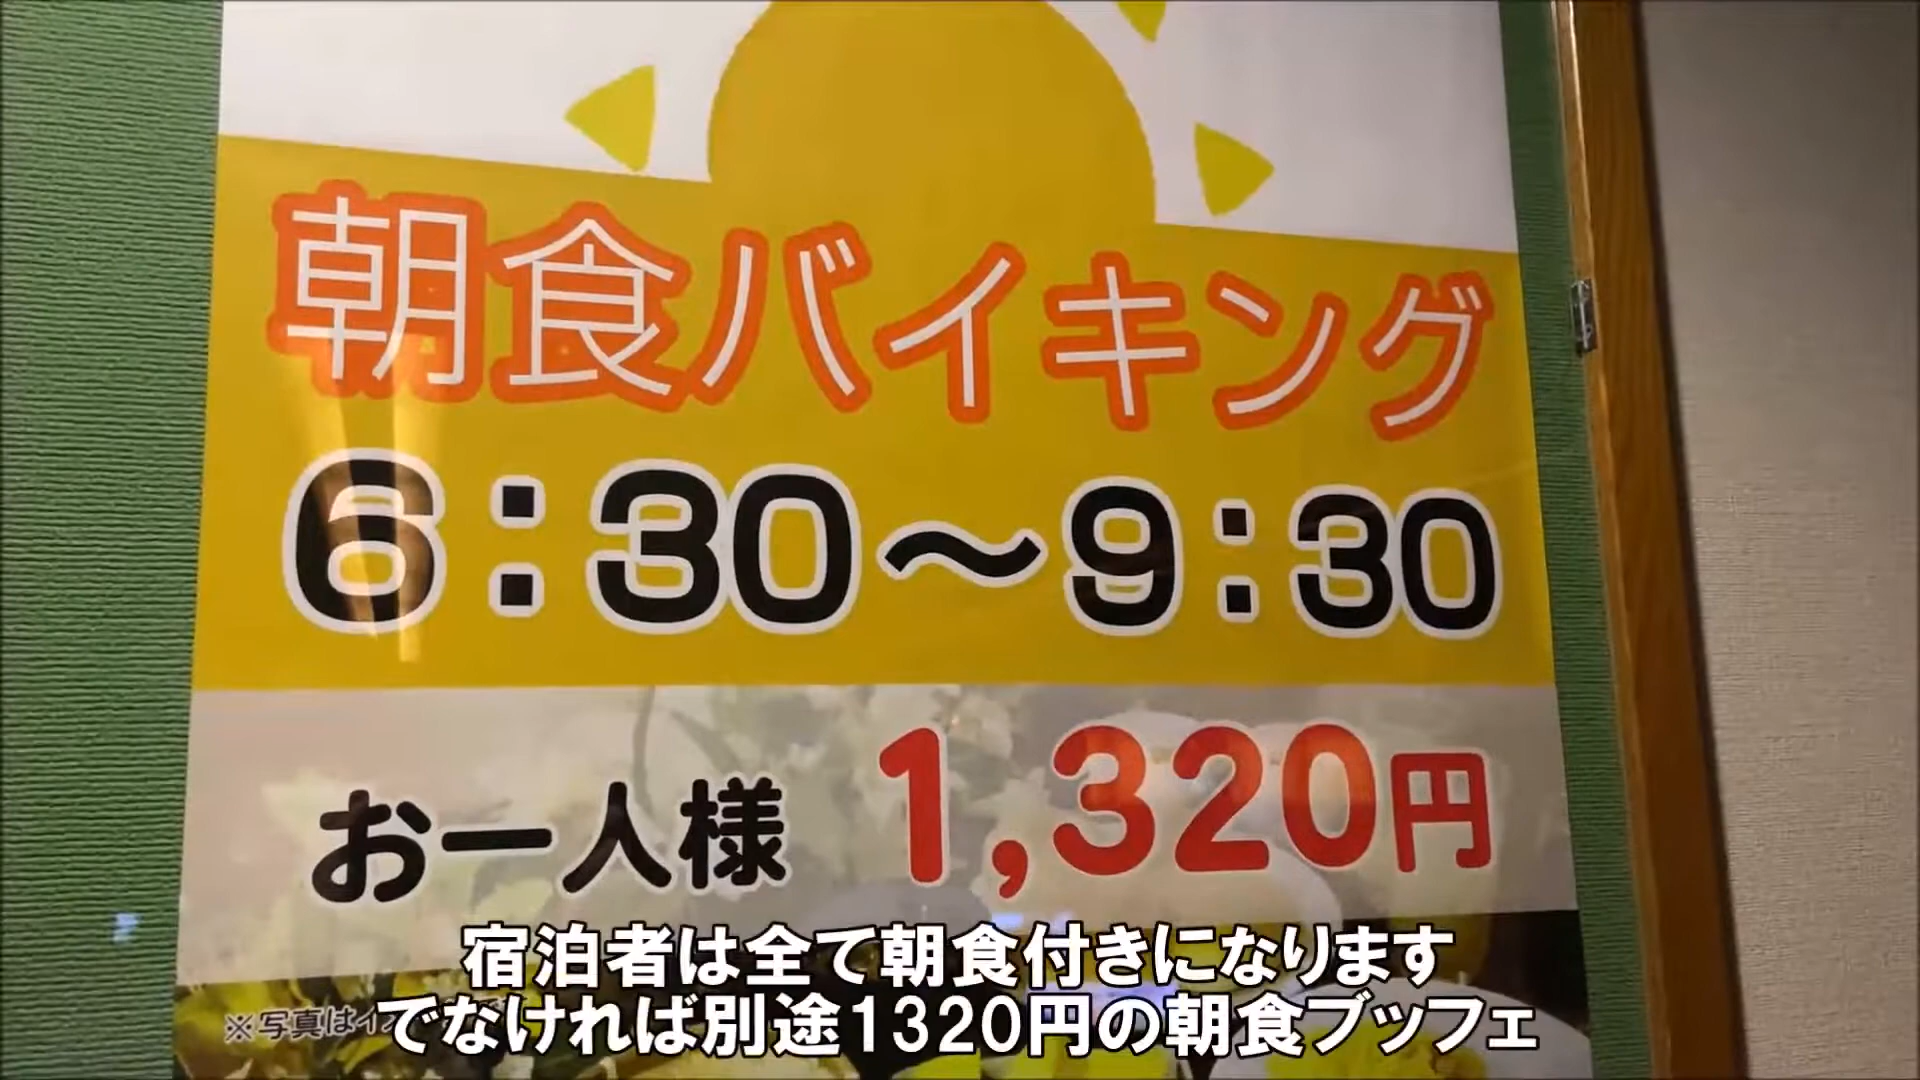 朝食バイキング
6：30～9：30
お一人様 1,320円
※写真はイ
宿泊者は全て朝食付きになります
でなければ別途1320円の朝食ブッフェ